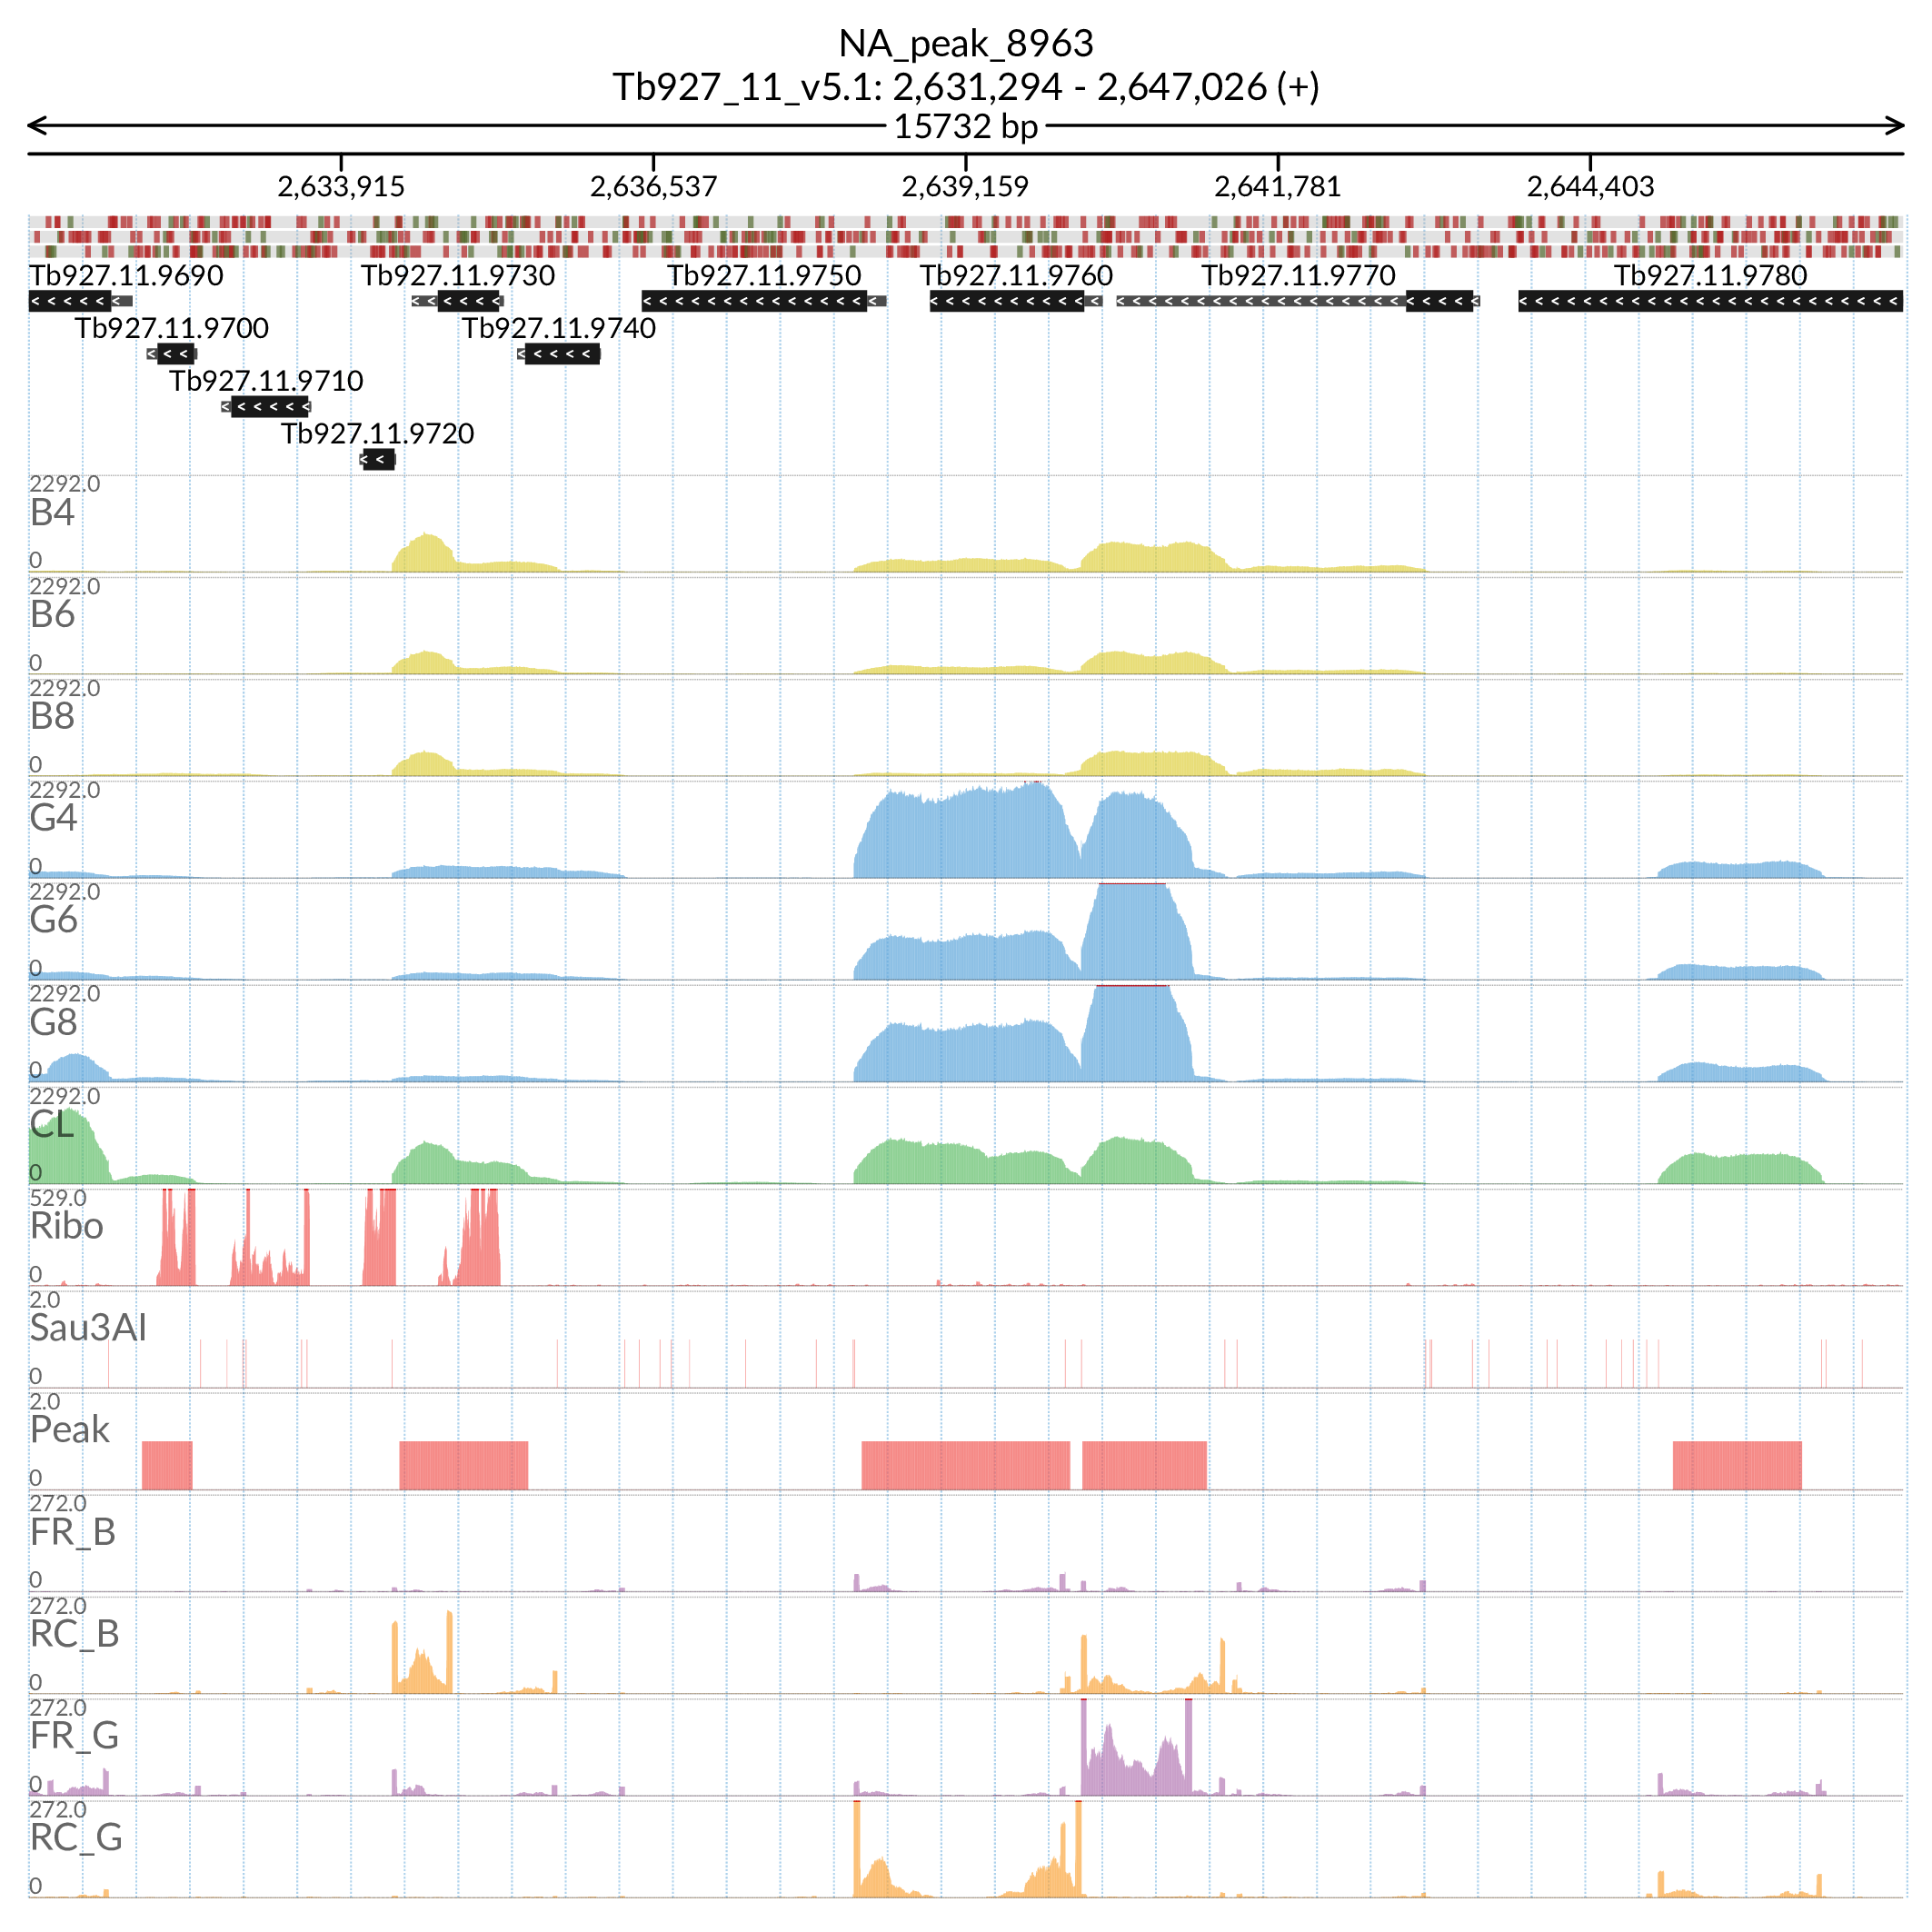 NA_peak_8963
Tb927_11_v5.1: 2,631,294 - 2,647,026 (+)
15732 bp
2,633,915 2,636,537 2,639,159 2,641,781 2,644,403
Tb927.11.9690 Tb927.11.9730 Tb927.11.9750 Tb927.11.9760 Tb927.11.9770 Tb927.11.9780
Tb927.11.9700 Tb927.11.9740
Tb927.11.9710
Tb927.11.9720
2292.0
B4
0
2292.0
B6
0
2292.0
B8
0
2292.0
G4
0
2292.0
G6
0
2292.0
G8
0
2292.0
CL
0
529.0
Ribo
0
2.0
Sau3AI
0
2.0
Peak
0
272.0
FR_B
0
272.0
RC_B
0
272.0
FR_G
0
272.0
RC_G
0